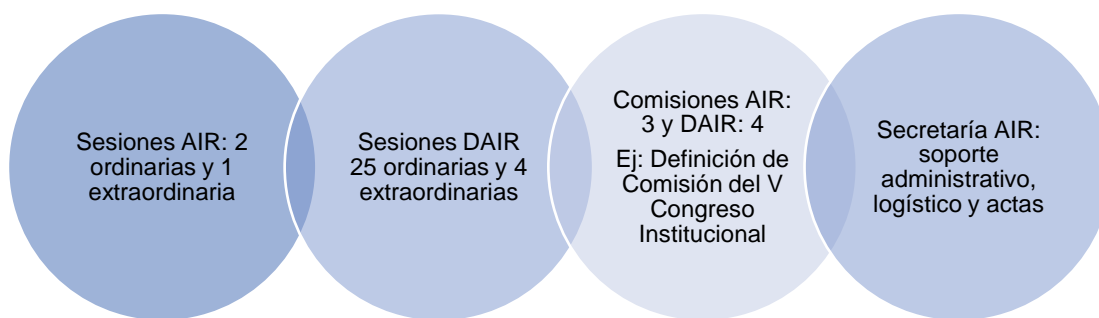 Sesiones AIR: 2
ordinarias y 1
extraordinaria
Sesiones DAIR
25 ordinarias y 4
extraordinarias
Comisiones AIR:
3 y DAIR: 4
Ej: Definición de
Comisión del V
Congreso
Institucional
Secretaría AIR:
soporte
administrativo,
logístico y actas